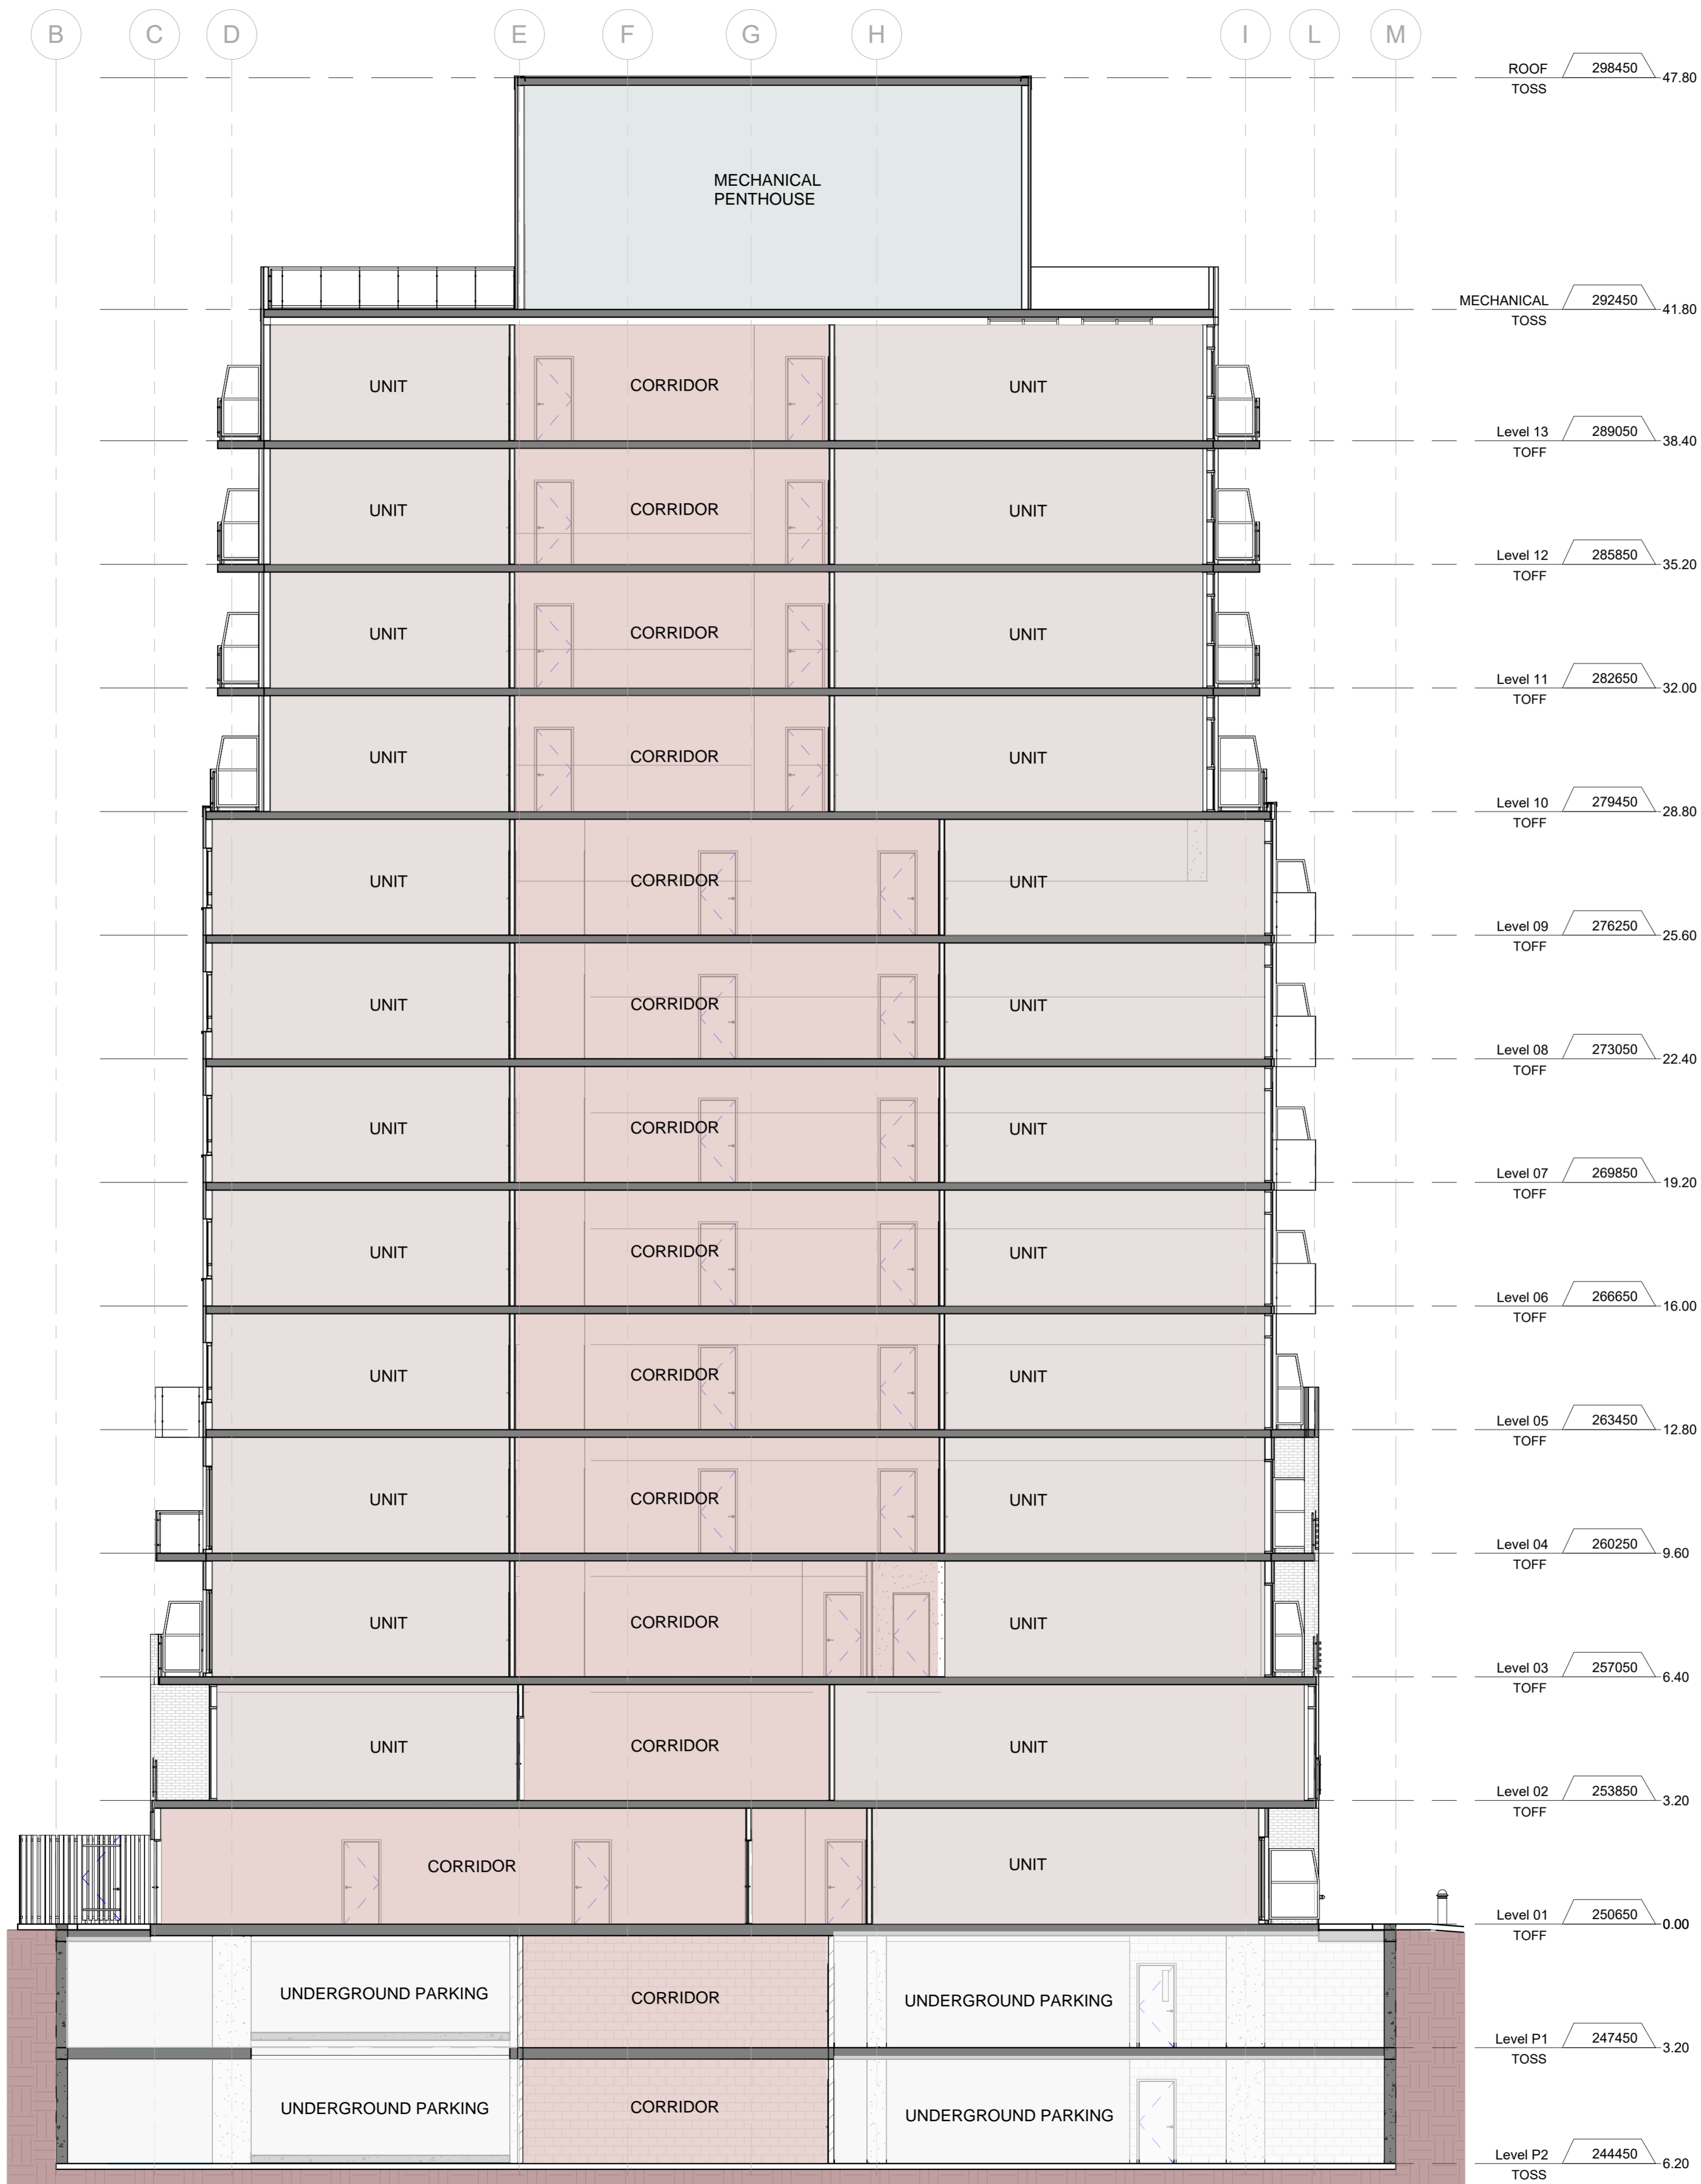 B C D E F G H I L M
ROOF 298450 47.80
TOSS
MECHANICAL
PENTHOUSE
MECHANICAL 292450 41.80
TOSS
UNIT CORRIDOR UNIT
Level 13 289050 38.40
TOFF
UNIT CORRIDOR UNIT
Level 12 285850 35.20
TOFF
UNIT CORRIDOR UNIT
Level 11 282650 32.00
TOFF
UNIT CORRIDOR UNIT
Level 10 279450 28.80
TOFF
UNIT CORRIDOR UNIT
Level 09 276250 25.60
TOFF
UNIT CORRIDOR UNIT
Level 08 273050 22.40
TOFF
UNIT CORRIDOR UNIT
Level 07 269850 19.20
TOFF
UNIT CORRIDOR UNIT
Level 06 266650 16.00
TOFF
UNIT CORRIDOR UNIT
Level 05 263450 12.80
TOFF
UNIT CORRIDOR UNIT
Level 04 260250 9.60
TOFF
UNIT CORRIDOR UNIT
Level 03 257050 6.40
TOFF
UNIT CORRIDOR UNIT
Level 02 253850 3.20
TOFF
CORRIDOR UNIT
Level 01 250650 0.00
TOFF
UNDERGROUND PARKING CORRIDOR UNDERGROUND PARKING
Level P1 247450 3.20
TOSS
UNDERGROUND PARKING CORRIDOR UNDERGROUND PARKING
Level P2 244450 6.20
TOSS